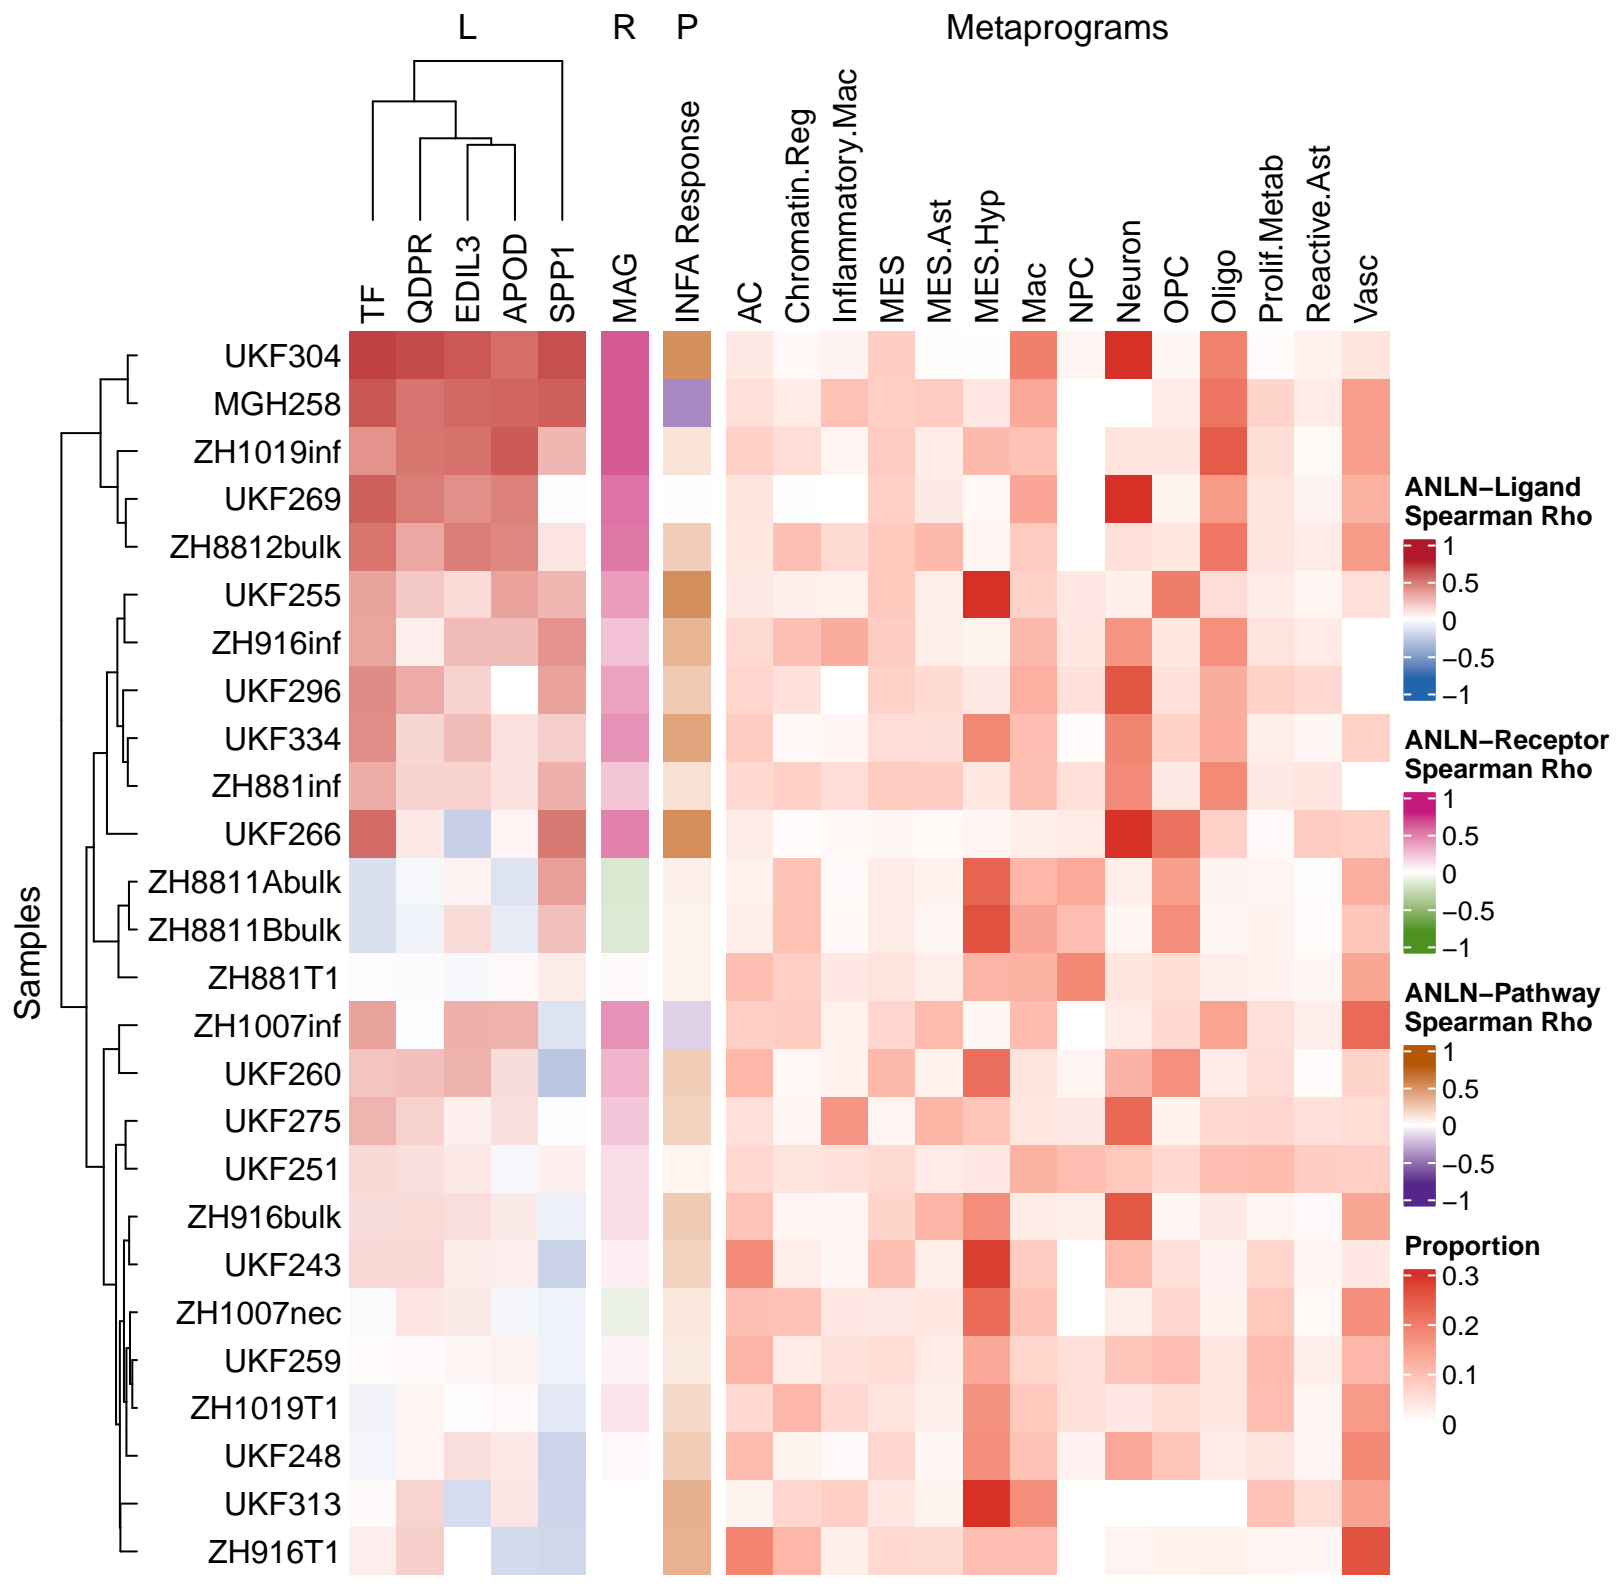 L R P Metaprograms
TF
QDPR
EDIL3
APOD
SPP1
MAG
INFA Response
AC
Chromatin.Reg
Inflammatory.Mac
MES
MES.Ast
MES.Hyp
Mac
NPC
Neuron
OPC
Oligo
Prolif.Metab
Reactive.Ast
Vasc
Samples
UKF304
MGH258
ZH1019inf
UKF269
ZH8812bulk
UKF255
ZH916inf
UKF296
UKF334
ZH881inf
UKF266
ZH8811Abulk
ZH8811Bbulk
ZH881T1
ZH1007inf
UKF260
UKF275
UKF251
ZH916bulk
UKF243
ZH1007nec
UKF259
ZH1019T1
UKF248
UKF313
ZH916T1
ANLN−Ligand
Spearman Rho
1
0.5
0
−0.5
−1
ANLN−Receptor
Spearman Rho
1
0.5
0
−0.5
−1
ANLN−Pathway
Spearman Rho
1
0.5
0
−0.5
−1
Proportion
0.3
0.2
0.1
0